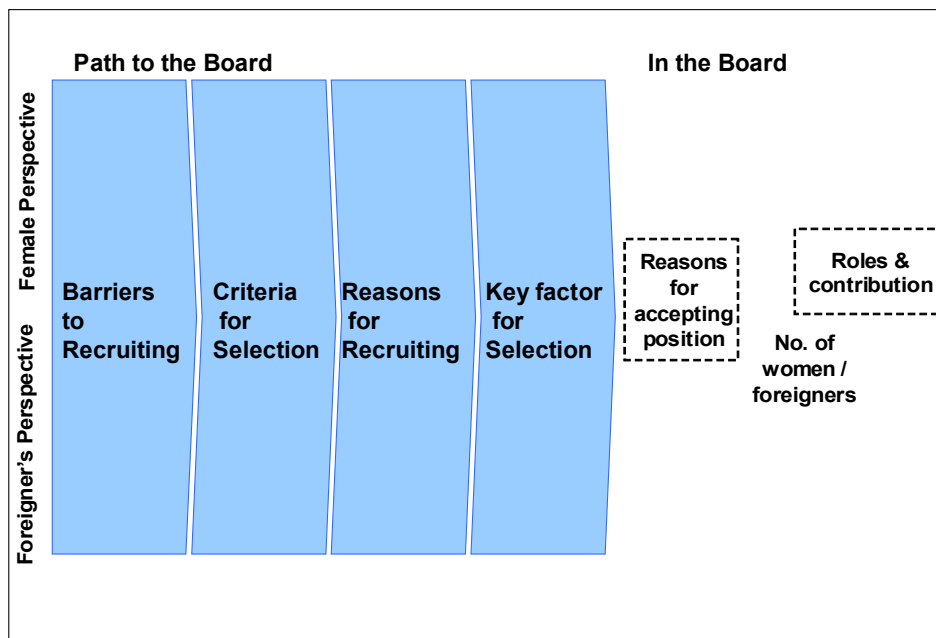 Path to the Board
In the Board
Female Perspective
Foreigner's Perspective
Barriers
to
Recruiting
Criteria
for
Selection
Reasons
for
Recruiting
Key factor
for
Selection
Reasons
for
accepting
position
Roles &
contribution
No. of
women /
foreigners